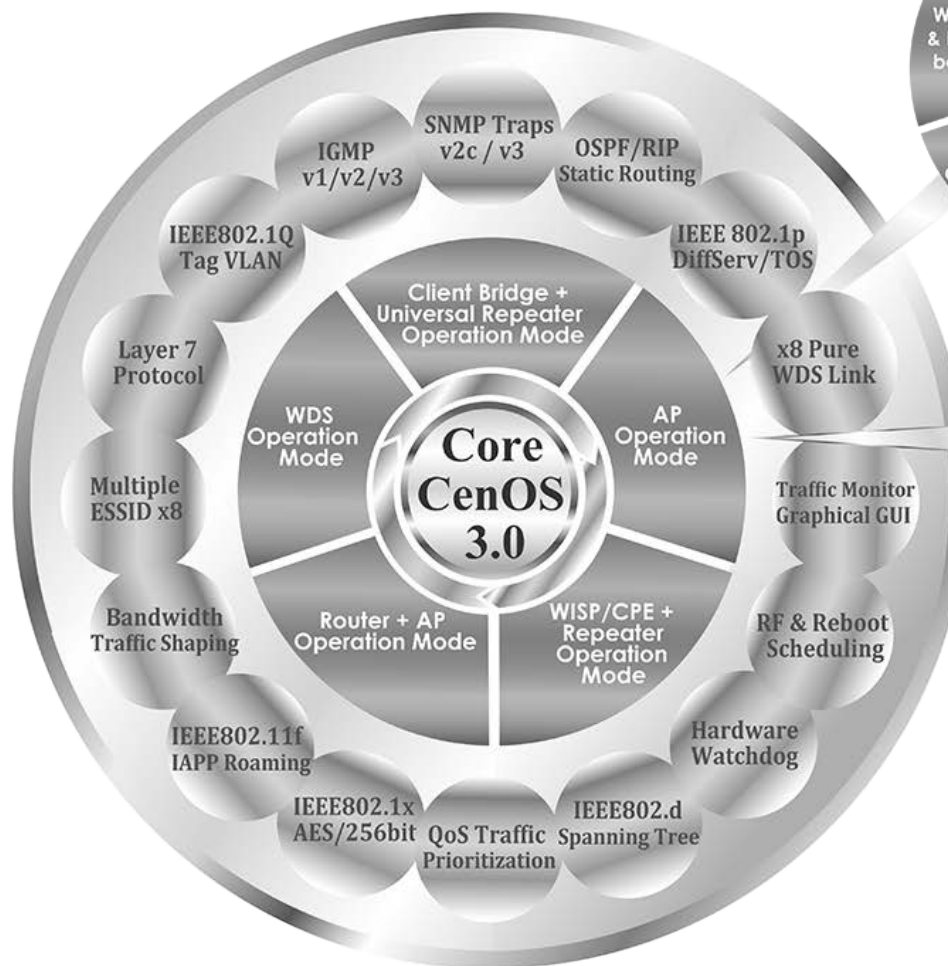 SNMP Traps
v2c / v3
OSPF/RIP
Static Routing
IEEE 802.1p
DiffServ/TOS
x8 Pure
WDS Link
Traffic Monitor
Graphical GUI
RF & Reboot
Scheduling
Hardware
Watchdog
IEEE802.d
Spanning Tree
QoS Traffic
Prioritization
IEEE802.1x
AES/256bit
IEEE802.11f
IAPP Roaming
Bandwidth
Traffic Shaping
Multiple
ESSID x8
Layer 7
Protocol
IEEE802.1Q
Tag VLAN
IGMP
v1/v2/v3
Client Bridge +
Universal Repeater
Operation Mode
AP
Operation
Mode
WISP/CPE +
Repeater
Operation
Mode
Router + AP
Operation Mode
WDS
Operation
Mode
Core
CenOS
3.0